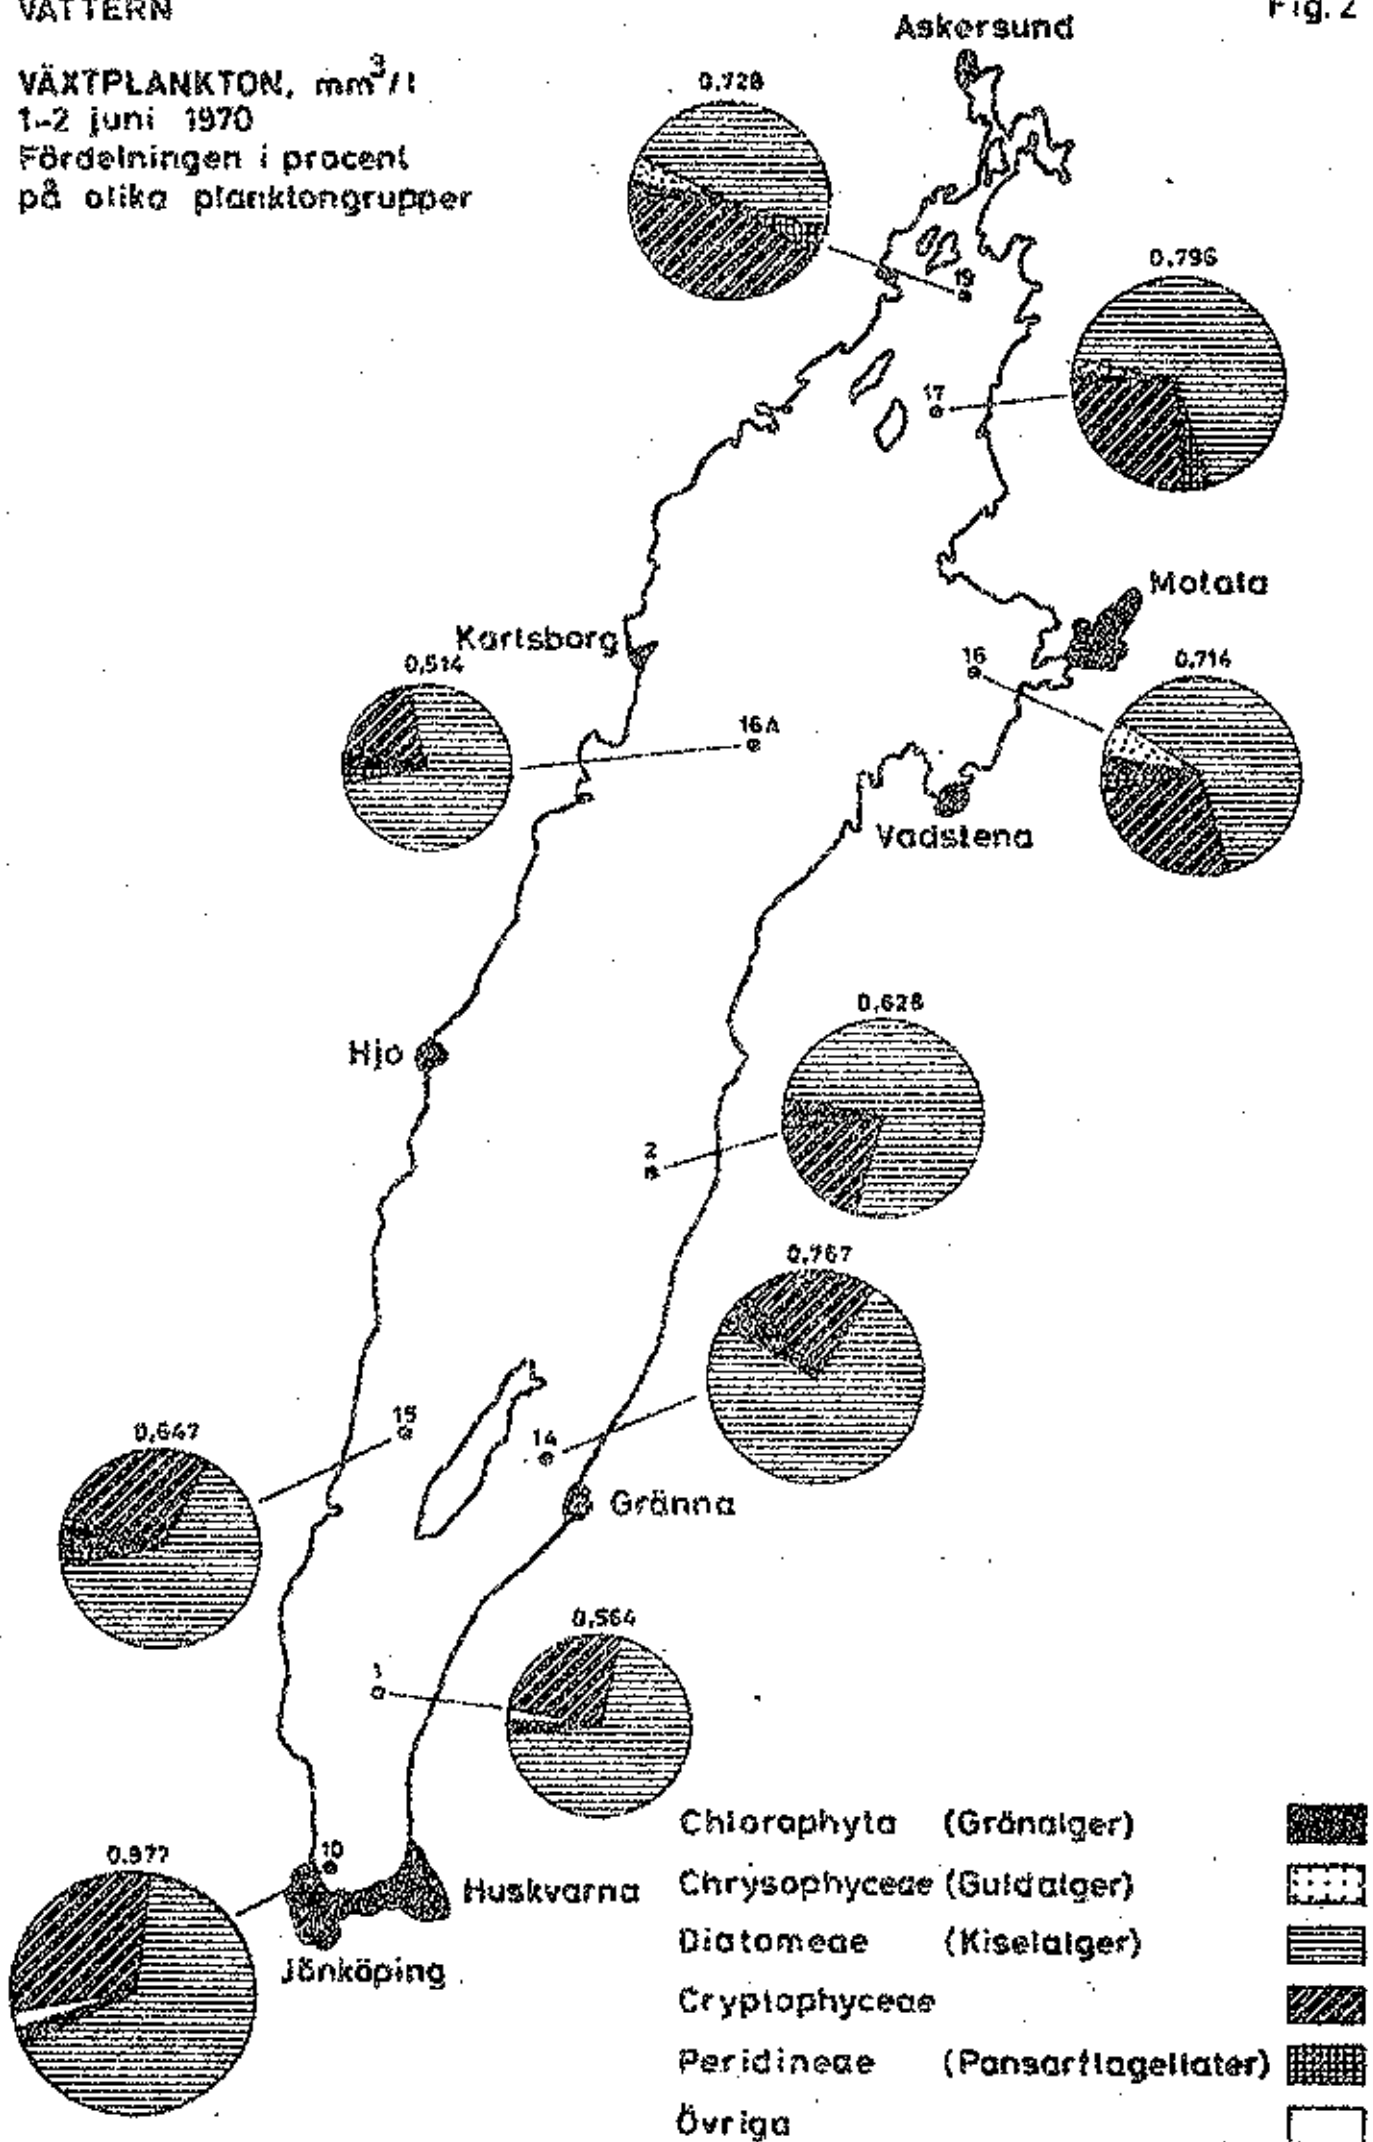 VÄTTERN
Fig. 2
VÄXTPLANKTON, mm³/l
1-2 juni 1970
Fördelningen i procent
på olika planktongrupper
Askersund
0,728
19
0,796
17
Motala
Karlsborg
0,514
16
0,714
16A
Vadstena
0,628
Hjo
2
0,767
15
0,647
14
Gränna
0,564
1
0,977
10
Huskvarna
Jönköping
Chlorophyta (Grönalger)
Chrysophyceae (Guldalger)
Diatomeae (Kiselalger)
Cryptophyceae
Peridineae (Pansarflagellater)
Övriga